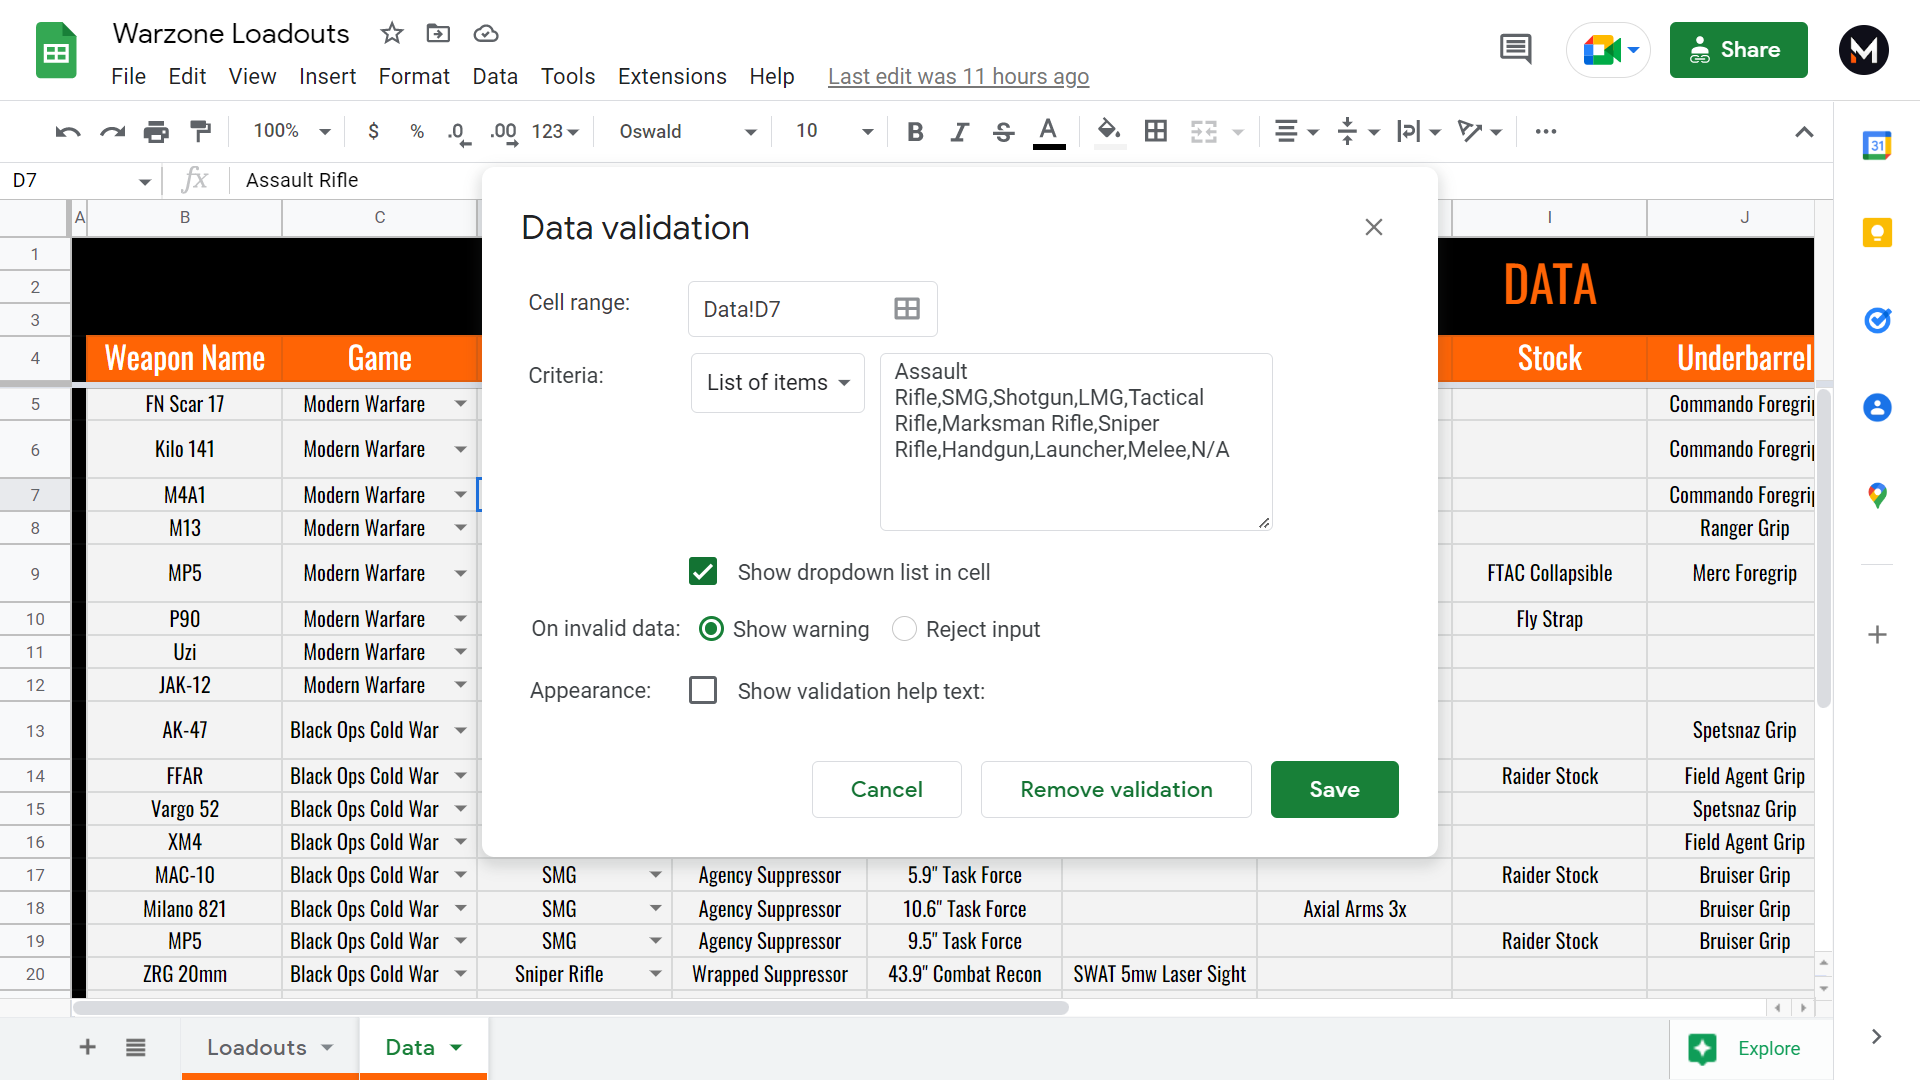 Warzone Loadouts
File Edit View Insert Format Data Tools Extensions Help Last edit was 11 hours ago
Share
100% $ % .0 .00 123 Oswald 10 B I S A
31
D7 fx Assault Rifle
A B C I J
1
2 DATA
3
4 Weapon Name Game Stock Underbarrel
5 FN Scar 17 Modern Warfare Commando Foregrip
6 Kilo 141 Modern Warfare Commando Foregrip
7 M4A1 Modern Warfare Commando Foregrip
8 M13 Modern Warfare Ranger Grip
9 MP5 Modern Warfare FTAC Collapsible Merc Foregrip
10 P90 Modern Warfare Fly Strap
11 Uzi Modern Warfare
12 JAK-12 Modern Warfare
13 AK-47 Black Ops Cold War Spetsnaz Grip
14 FFAR Black Ops Cold War Raider Stock Field Agent Grip
15 Vargo 52 Black Ops Cold War Spetsnaz Grip
16 XM4 Black Ops Cold War Field Agent Grip
17 MAC-10 Black Ops Cold War SMG Agency Suppressor 5.9" Task Force Raider Stock Bruiser Grip
18 Milano 821 Black Ops Cold War SMG Agency Suppressor 10.6" Task Force Axial Arms 3x Bruiser Grip
19 MP5 Black Ops Cold War SMG Agency Suppressor 9.5" Task Force Raider Stock Bruiser Grip
20 ZRG 20mm Black Ops Cold War Sniper Rifle Wrapped Suppressor 43.9" Combat Recon SWAT 5mw Laser Sight
Data validation
Cell range: Data!D7
Criteria: List of items
Assault
Rifle,SMG,Shotgun,LMG,Tactical
Rifle,Marksman Rifle,Sniper
Rifle,Handgun,Launcher,Melee,N/A
Show dropdown list in cell
On invalid data: Show warning Reject input
Appearance: Show validation help text:
Cancel Remove validation Save
Loadouts Data Explore